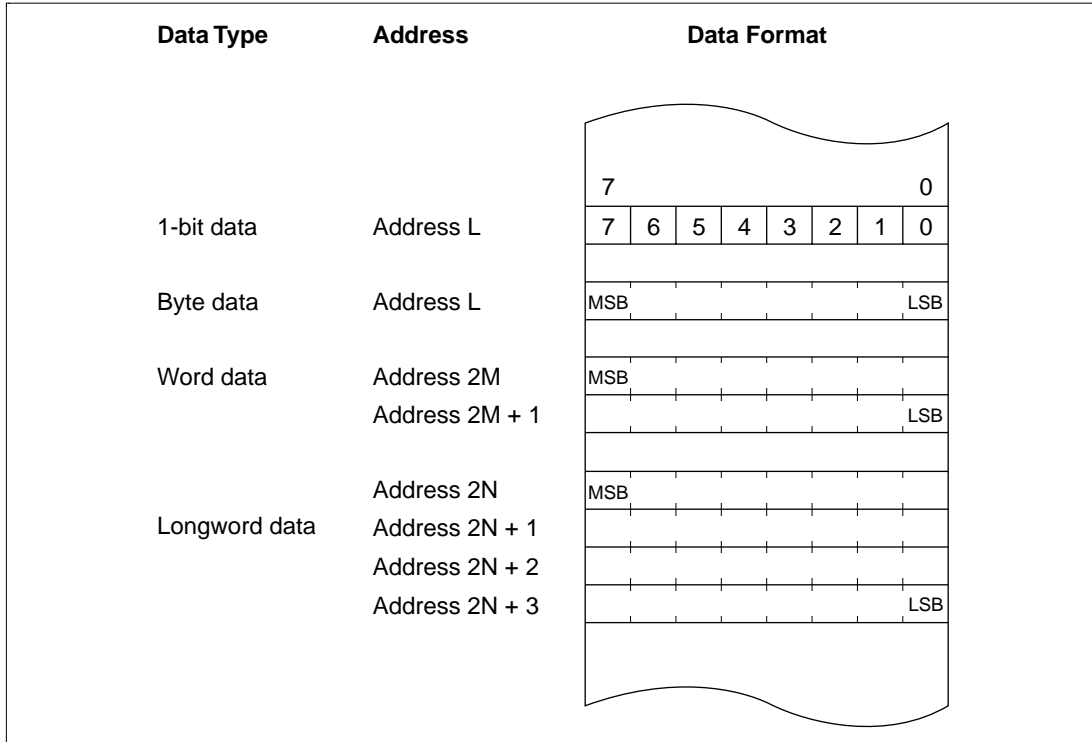 Data Type Address Data Format
7 0
1-bit data Address L 7 6 5 4 3 2 1 0
Byte data Address L MSB LSB
Word data Address 2M MSB
Address 2M + 1 LSB
Address 2N MSB
Longword data Address 2N + 1
Address 2N + 2
Address 2N + 3 LSB